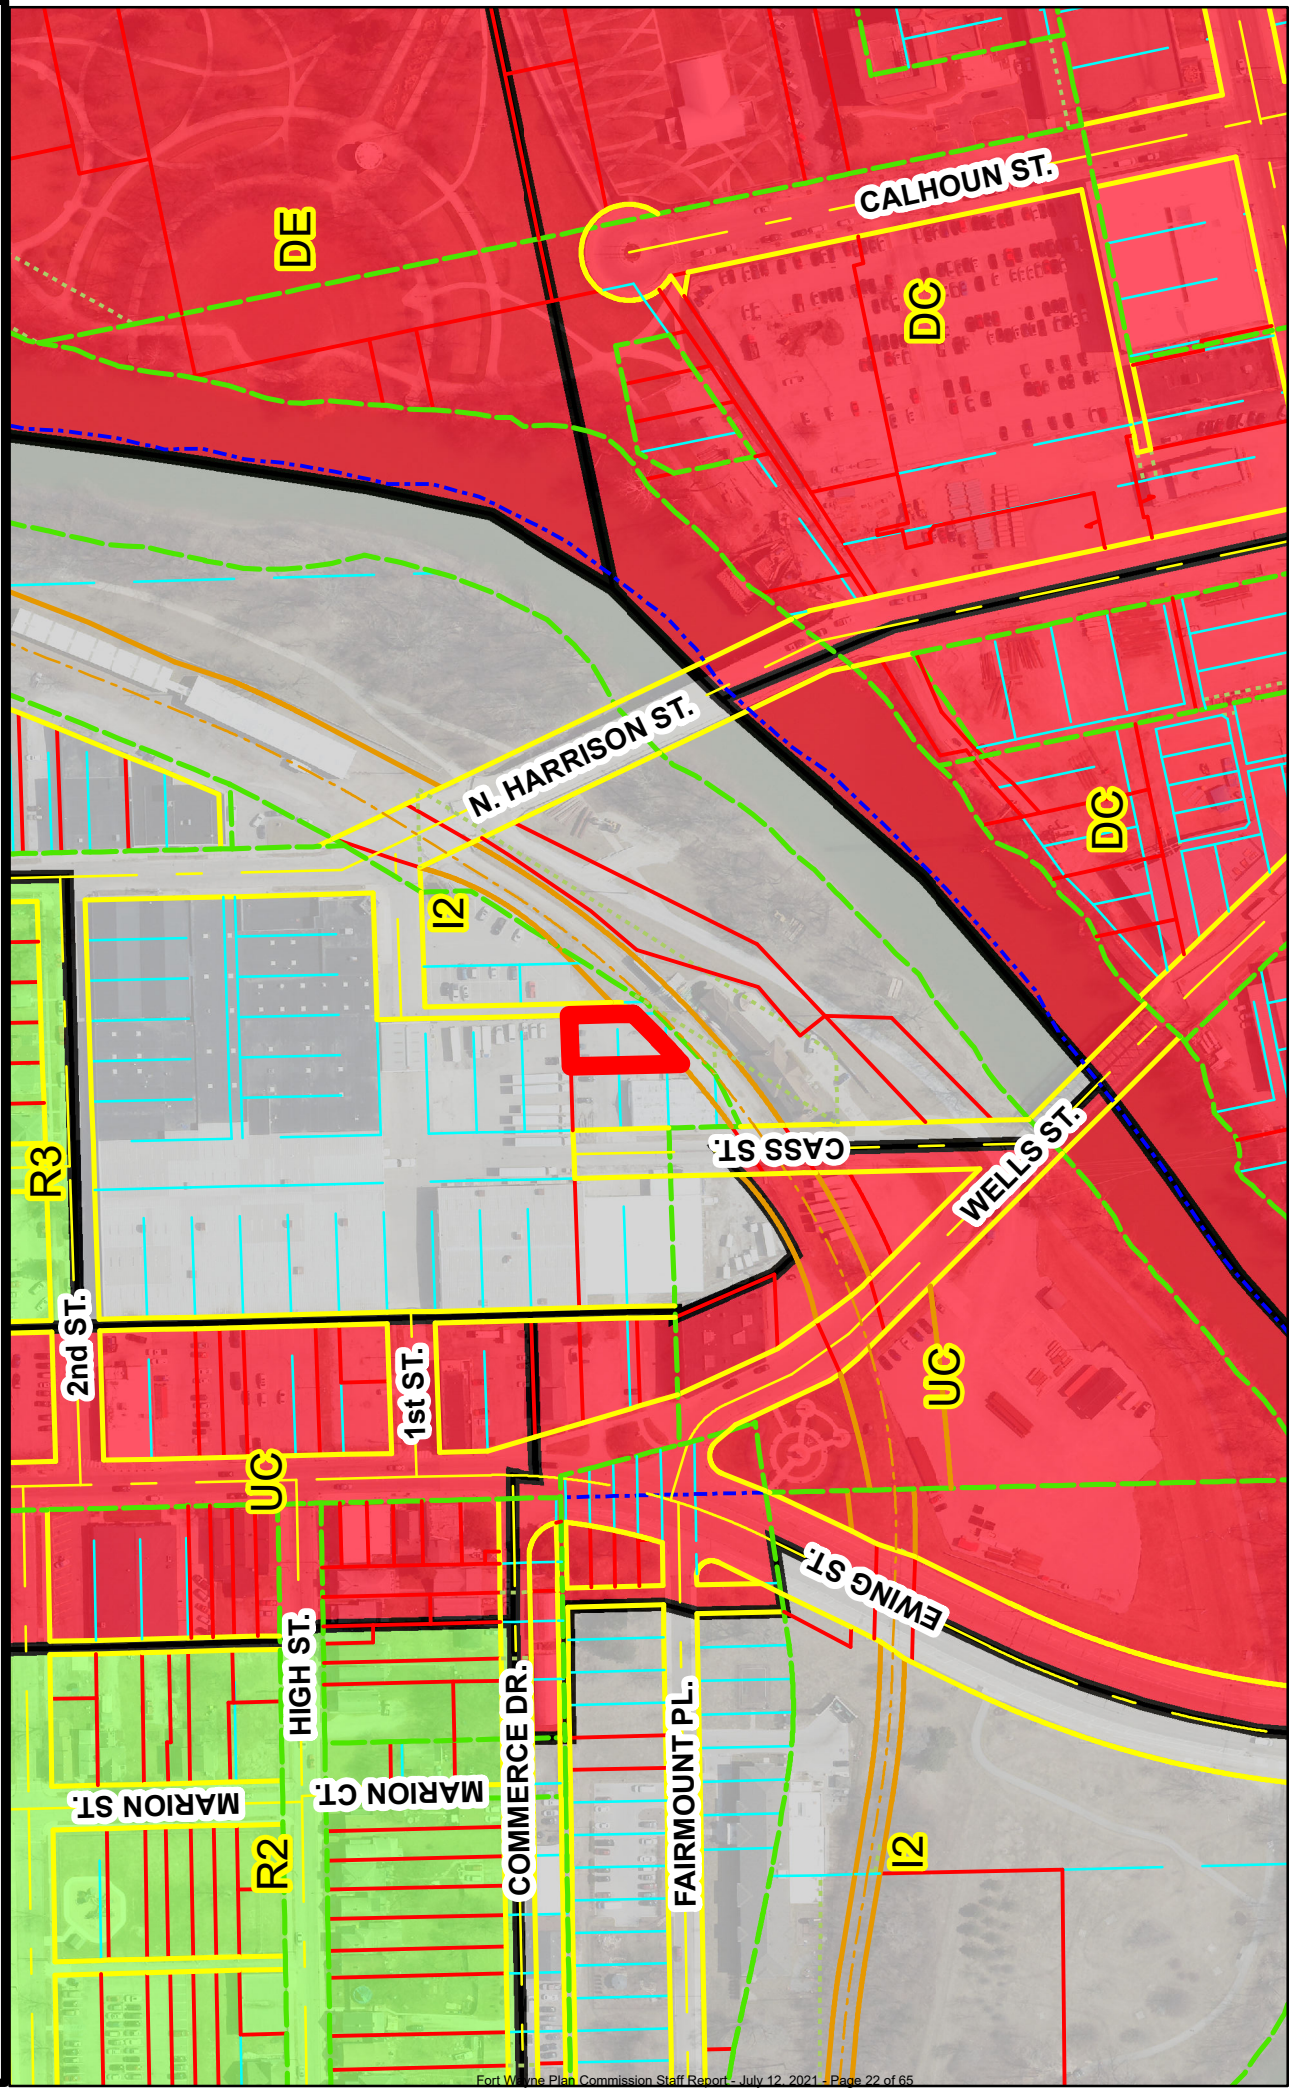 CALHOUN ST.
DE
DC
N. HARRISON ST.
DC
I2
R3
CASS ST.
WELLS ST.
2nd ST.
1st ST.
UC
UC
EWING ST.
HIGH ST.
COMMERCE DR.
FAIRMOUNT PL.
MARION ST.
MARION CT.
R2
I2
Fort Wayne Plan Commission Staff Report - July 12, 2021 - Page 22 of 65